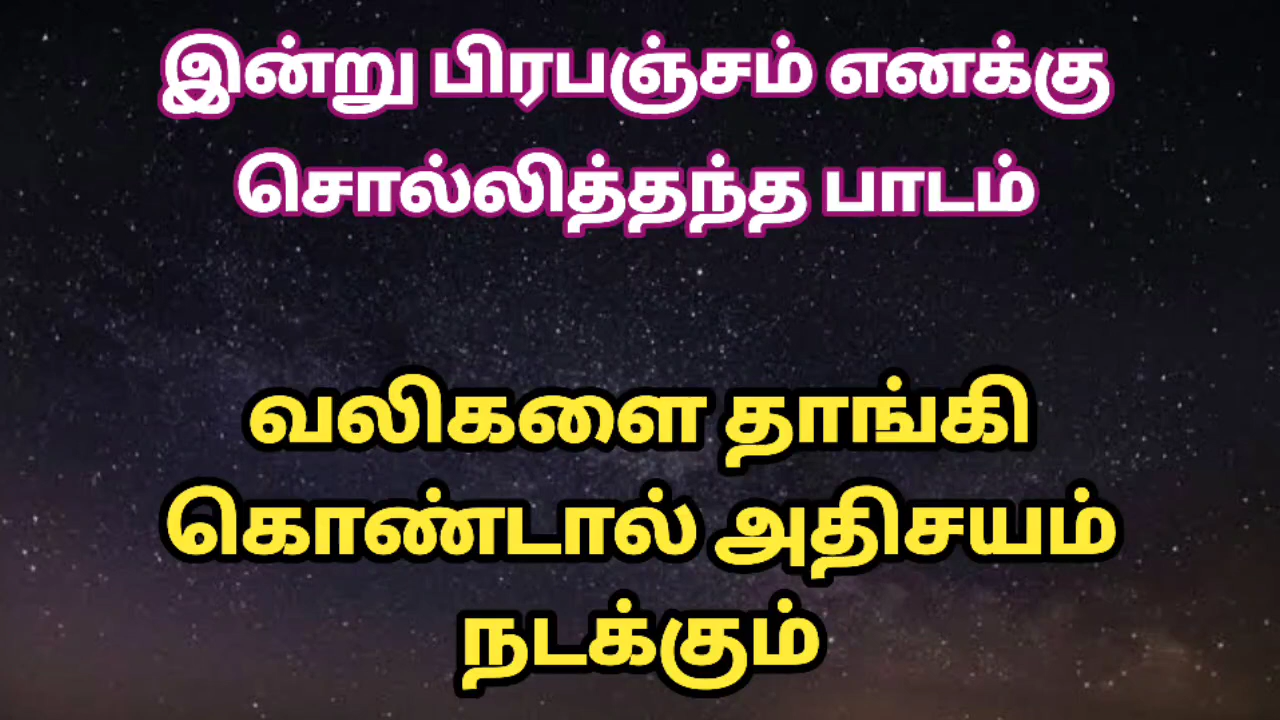 இன்று பிரபஞ்சம் எனக்கு
சொல்லித்தந்த பாடம்
வலிகளை தாங்கி
கொண்டால் அதிசயம்
நடக்கும்